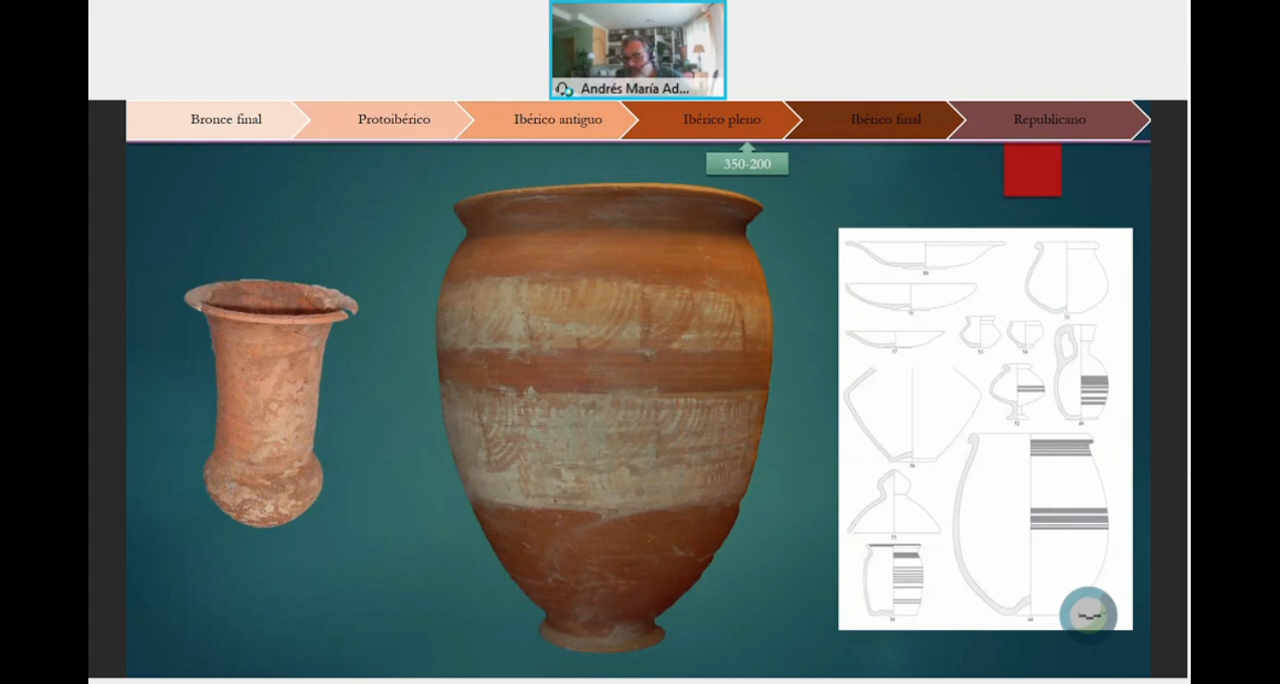 Andrés María Ad...
Bronce final
Protoibérico
Ibérico antiguo
Ibérico pleno
Ibérico final
Republicano
350-200